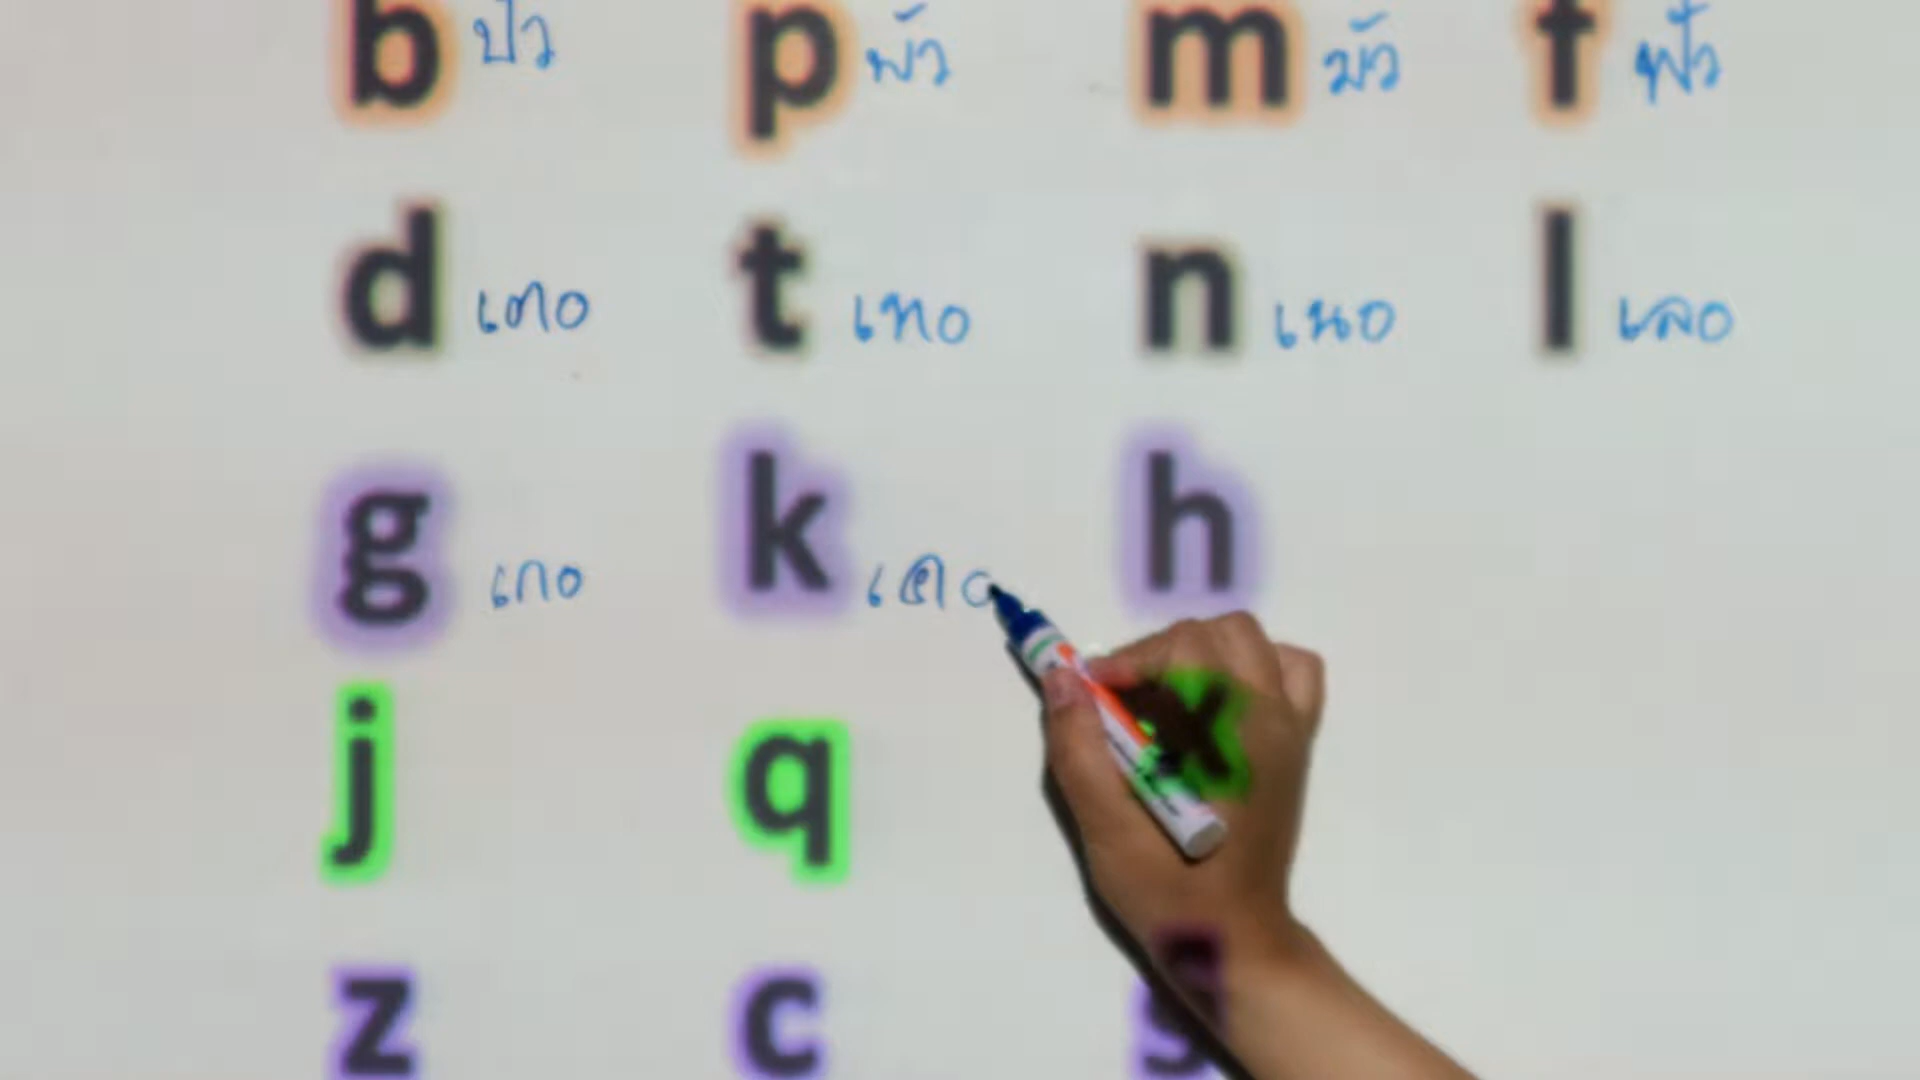 b ปัว p พัว m มัว f ฟัว
d เตอ t เทอ n เนอ l เลอ
g เกอ k เคอ h
j q x
z c s